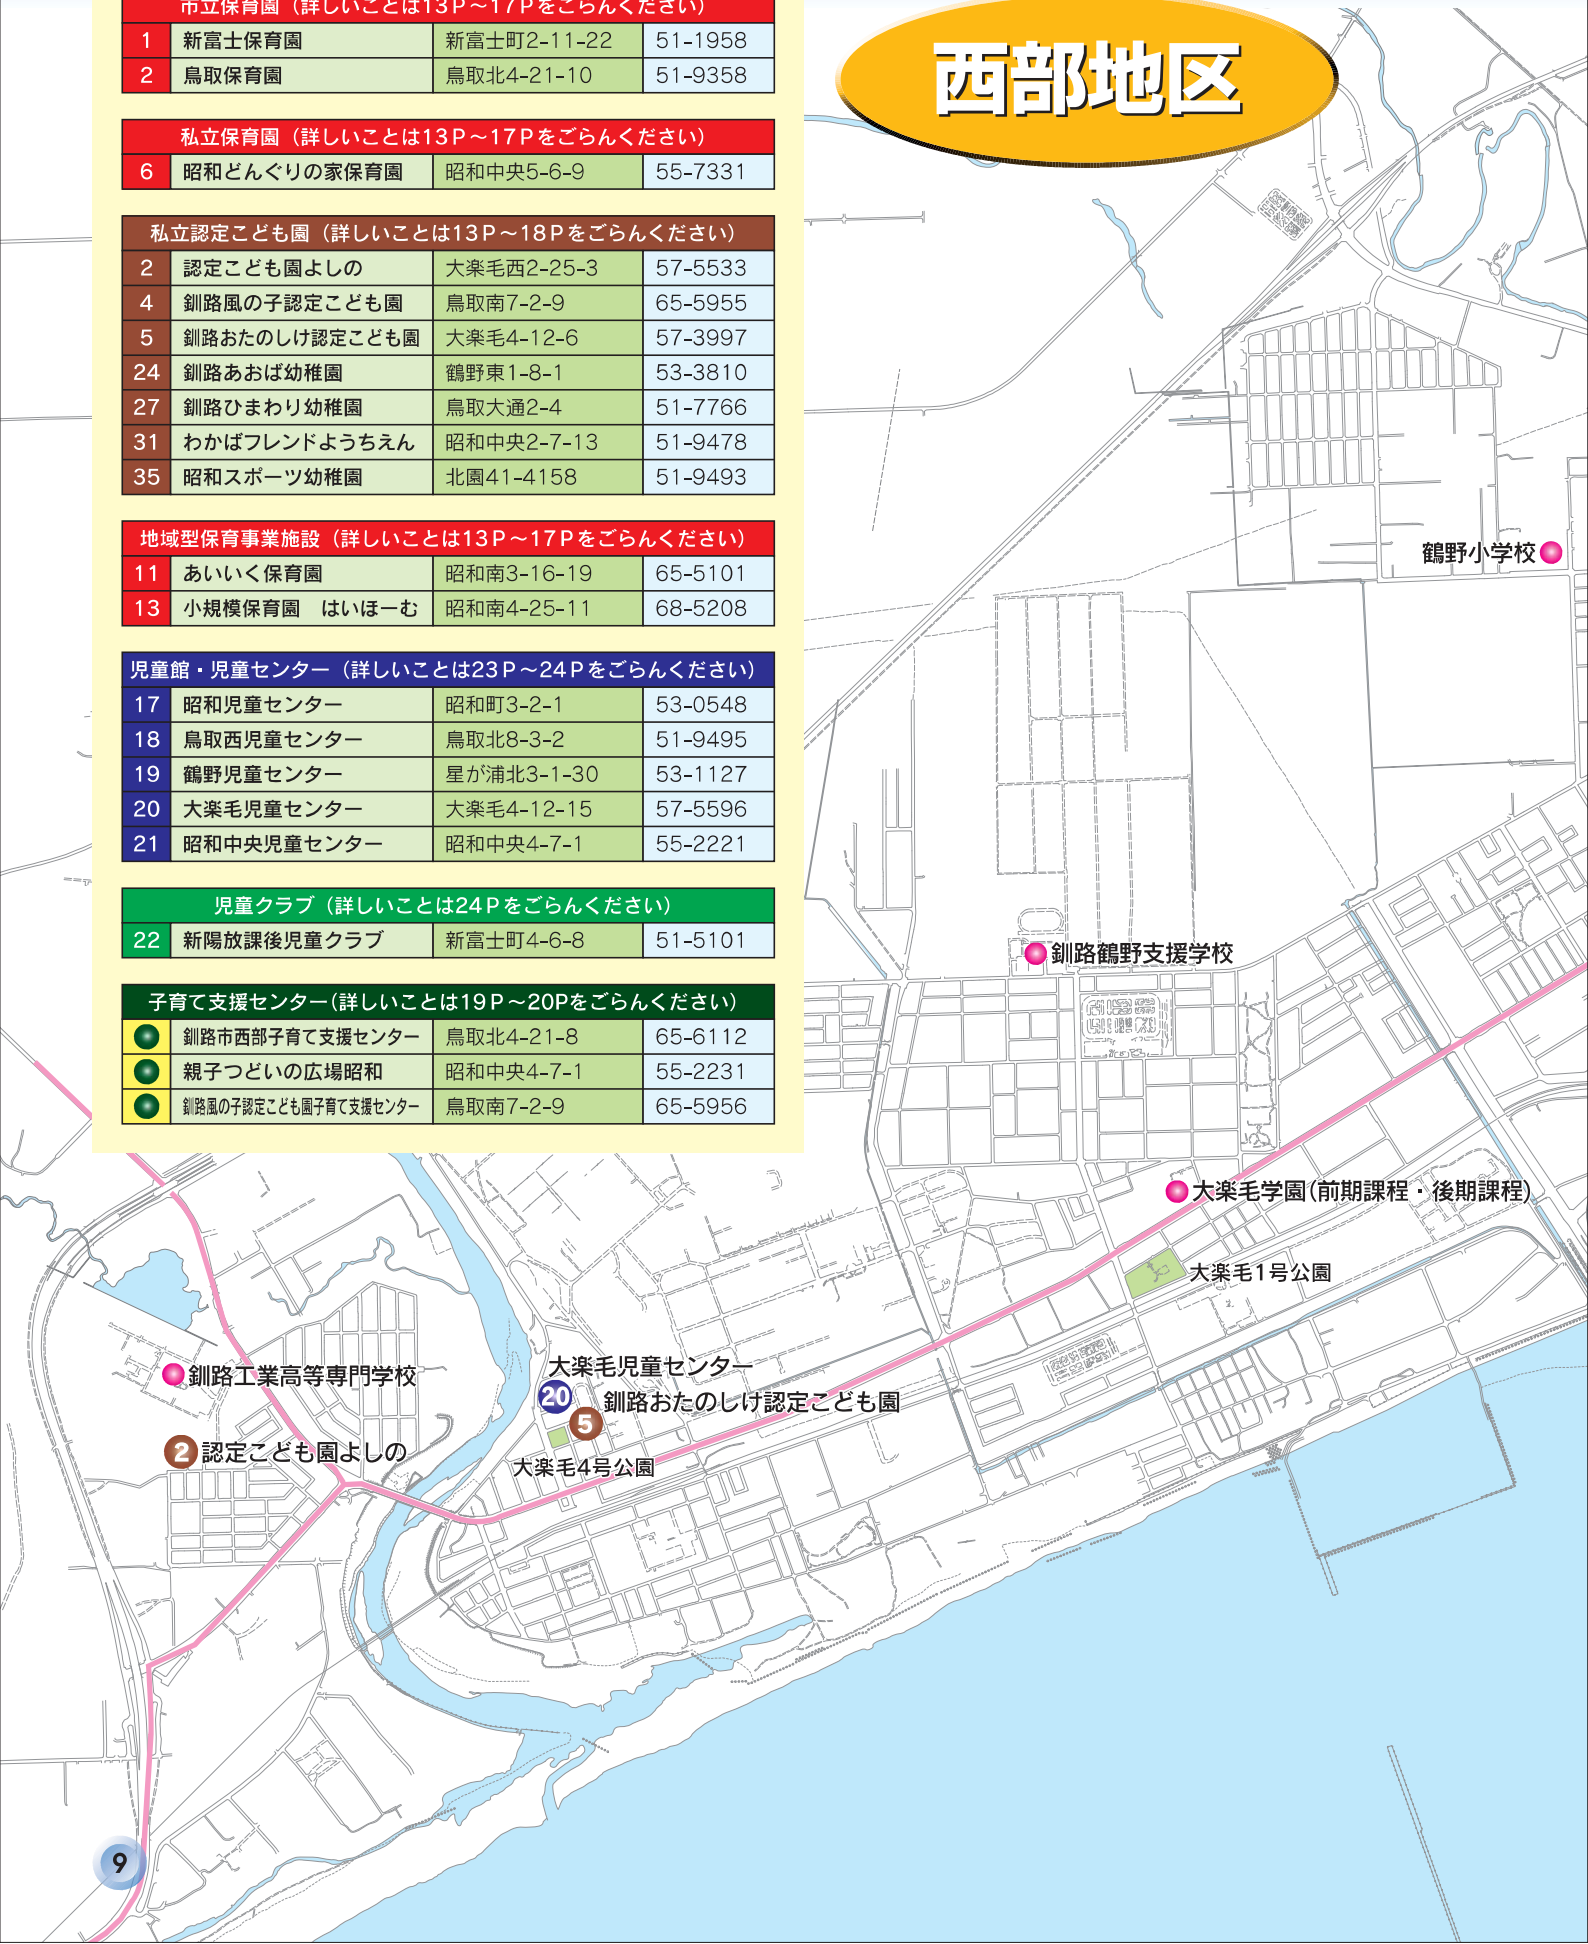 市立保育園（詳しいことは13P～17Pをごらんください）
1 新富士保育園 新富士町2-11-22 51-1958
2 鳥取保育園 鳥取北4-21-10 51-9358
私立保育園（詳しいことは13P～17Pをごらんください）
6 昭和どんぐりの家保育園 昭和中央5-6-9 55-7331
私立認定こども園（詳しいことは13P～18Pをごらんください）
2 認定こども園よしの 大楽毛西2-25-3 57-5533
4 釧路風の子認定こども園 鳥取南7-2-9 65-5955
5 釧路おたのしけ認定こども園 大楽毛4-12-6 57-3997
24 釧路あおば幼稚園 鶴野東1-8-1 53-3810
27 釧路ひまわり幼稚園 鳥取大通2-4 51-7766
31 わかばフレンドようちえん 昭和中央2-7-13 51-9478
35 昭和スポーツ幼稚園 北園41-4158 51-9493
地域型保育事業施設（詳しいことは13P～17Pをごらんください）
11 あいいく保育園 昭和南3-16-19 65-5101
13 小規模保育園　はいほーむ 昭和南4-25-11 68-5208
児童館・児童センター（詳しいことは23P～24Pをごらんください）
17 昭和児童センター 昭和町3-2-1 53-0548
18 鳥取西児童センター 鳥取北8-3-2 51-9495
19 鶴野児童センター 星が浦北3-1-30 53-1127
20 大楽毛児童センター 大楽毛4-12-15 57-5596
21 昭和中央児童センター 昭和中央4-7-1 55-2221
児童クラブ（詳しいことは24Pをごらんください）
22 新陽放課後児童クラブ 新富士町4-6-8 51-5101
子育て支援センター（詳しいことは19P～20Pをごらんください）
釧路市西部子育て支援センター 鳥取北4-21-8 65-6112
親子つどいの広場昭和 昭和中央4-7-1 55-2231
釧路風の子認定こども園子育て支援センター 鳥取南7-2-9 65-5956
西部地区
鶴野小学校
釧路鶴野支援学校
大楽毛学園(前期課程・後期課程)
大楽毛1号公園
釧路工業高等専門学校
大楽毛児童センター
20
釧路おたのしけ認定こども園
5
2 認定こども園よしの
大楽毛4号公園
9